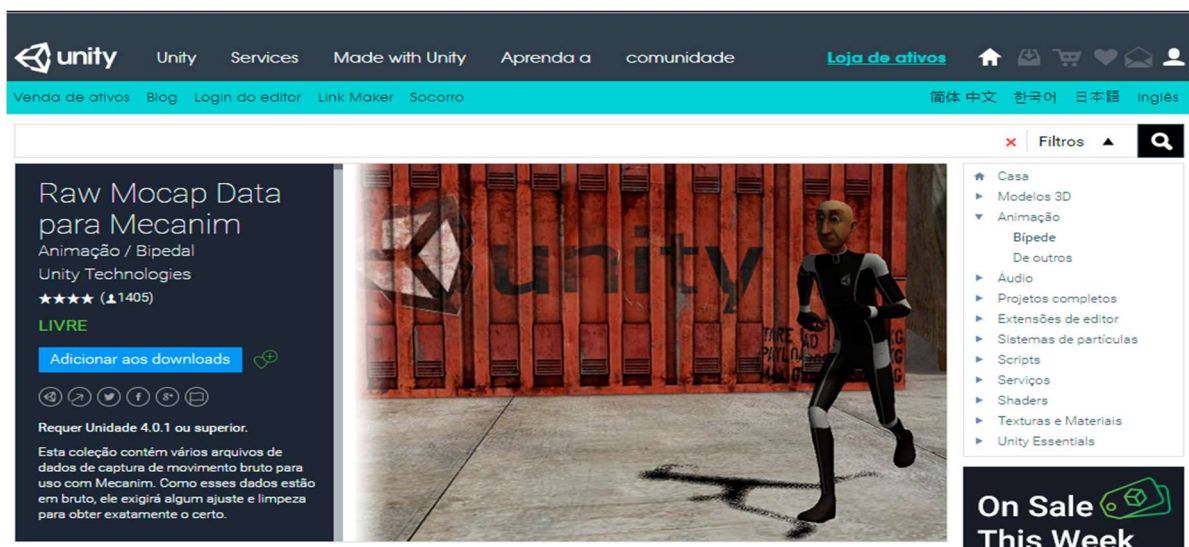 unity
Unity Services Made with Unity Aprenda a comunidade Loja de ativos
Venda de ativos Blog Login do editor Link Maker Socorro 简体中文 한국어 日本語 Inglês
Filtros
Raw Mocap Data
para Mecanim
Animação / Bipedal
Unity Technologies
(1405)
LIVRE
Adicionar aos downloads
Requer Unidade 4.0.1 ou superior.
Esta coleção contém vários arquivos de
dados de captura de movimento bruto para
uso com Mecanim. Como esses dados estão
em bruto, ele exigirá algum ajuste e limpeza
para obter exatamente o certo.
unity
Casa
Modelos 3D
Animação
Bípede
De outros
Áudio
Projetos completos
Extensões de editor
Sistemas de partículas
Scripts
Serviços
Shaders
Texturas e Materiais
Unity Essentials
On Sale
This Week